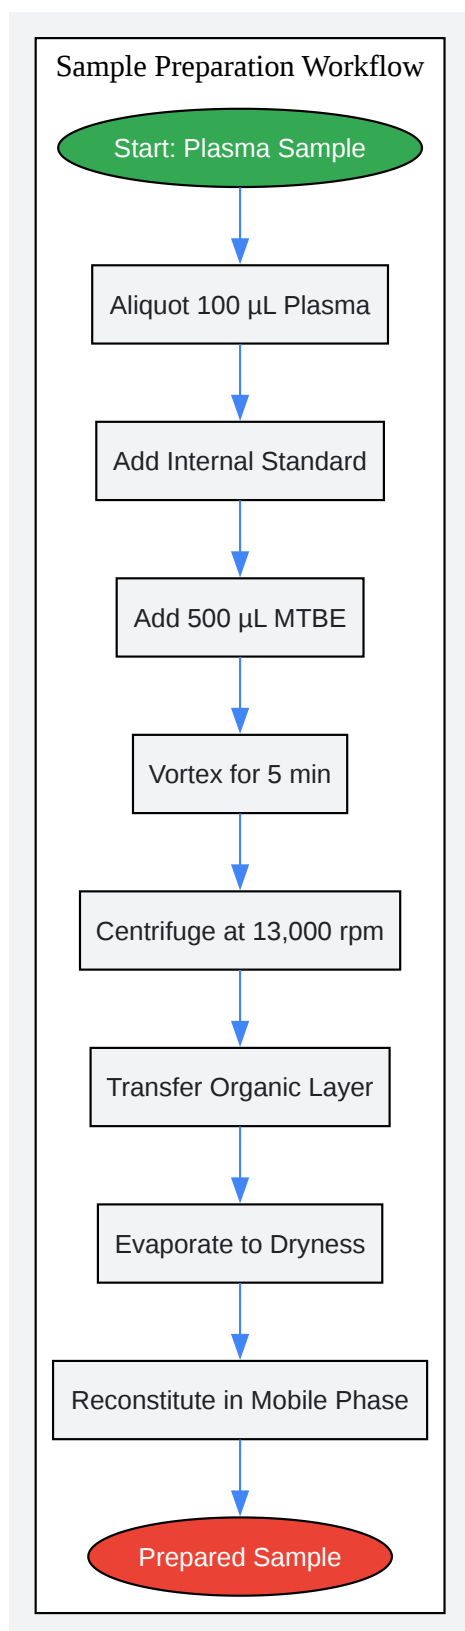 Sample Preparation Workflow
Start: Plasma Sample
Aliquot 100 µL Plasma
Add Internal Standard
Add 500 µL MTBE
Vortex for 5 min
Centrifuge at 13,000 rpm
Transfer Organic Layer
Evaporate to Dryness
Reconstitute in Mobile Phase
Prepared Sample